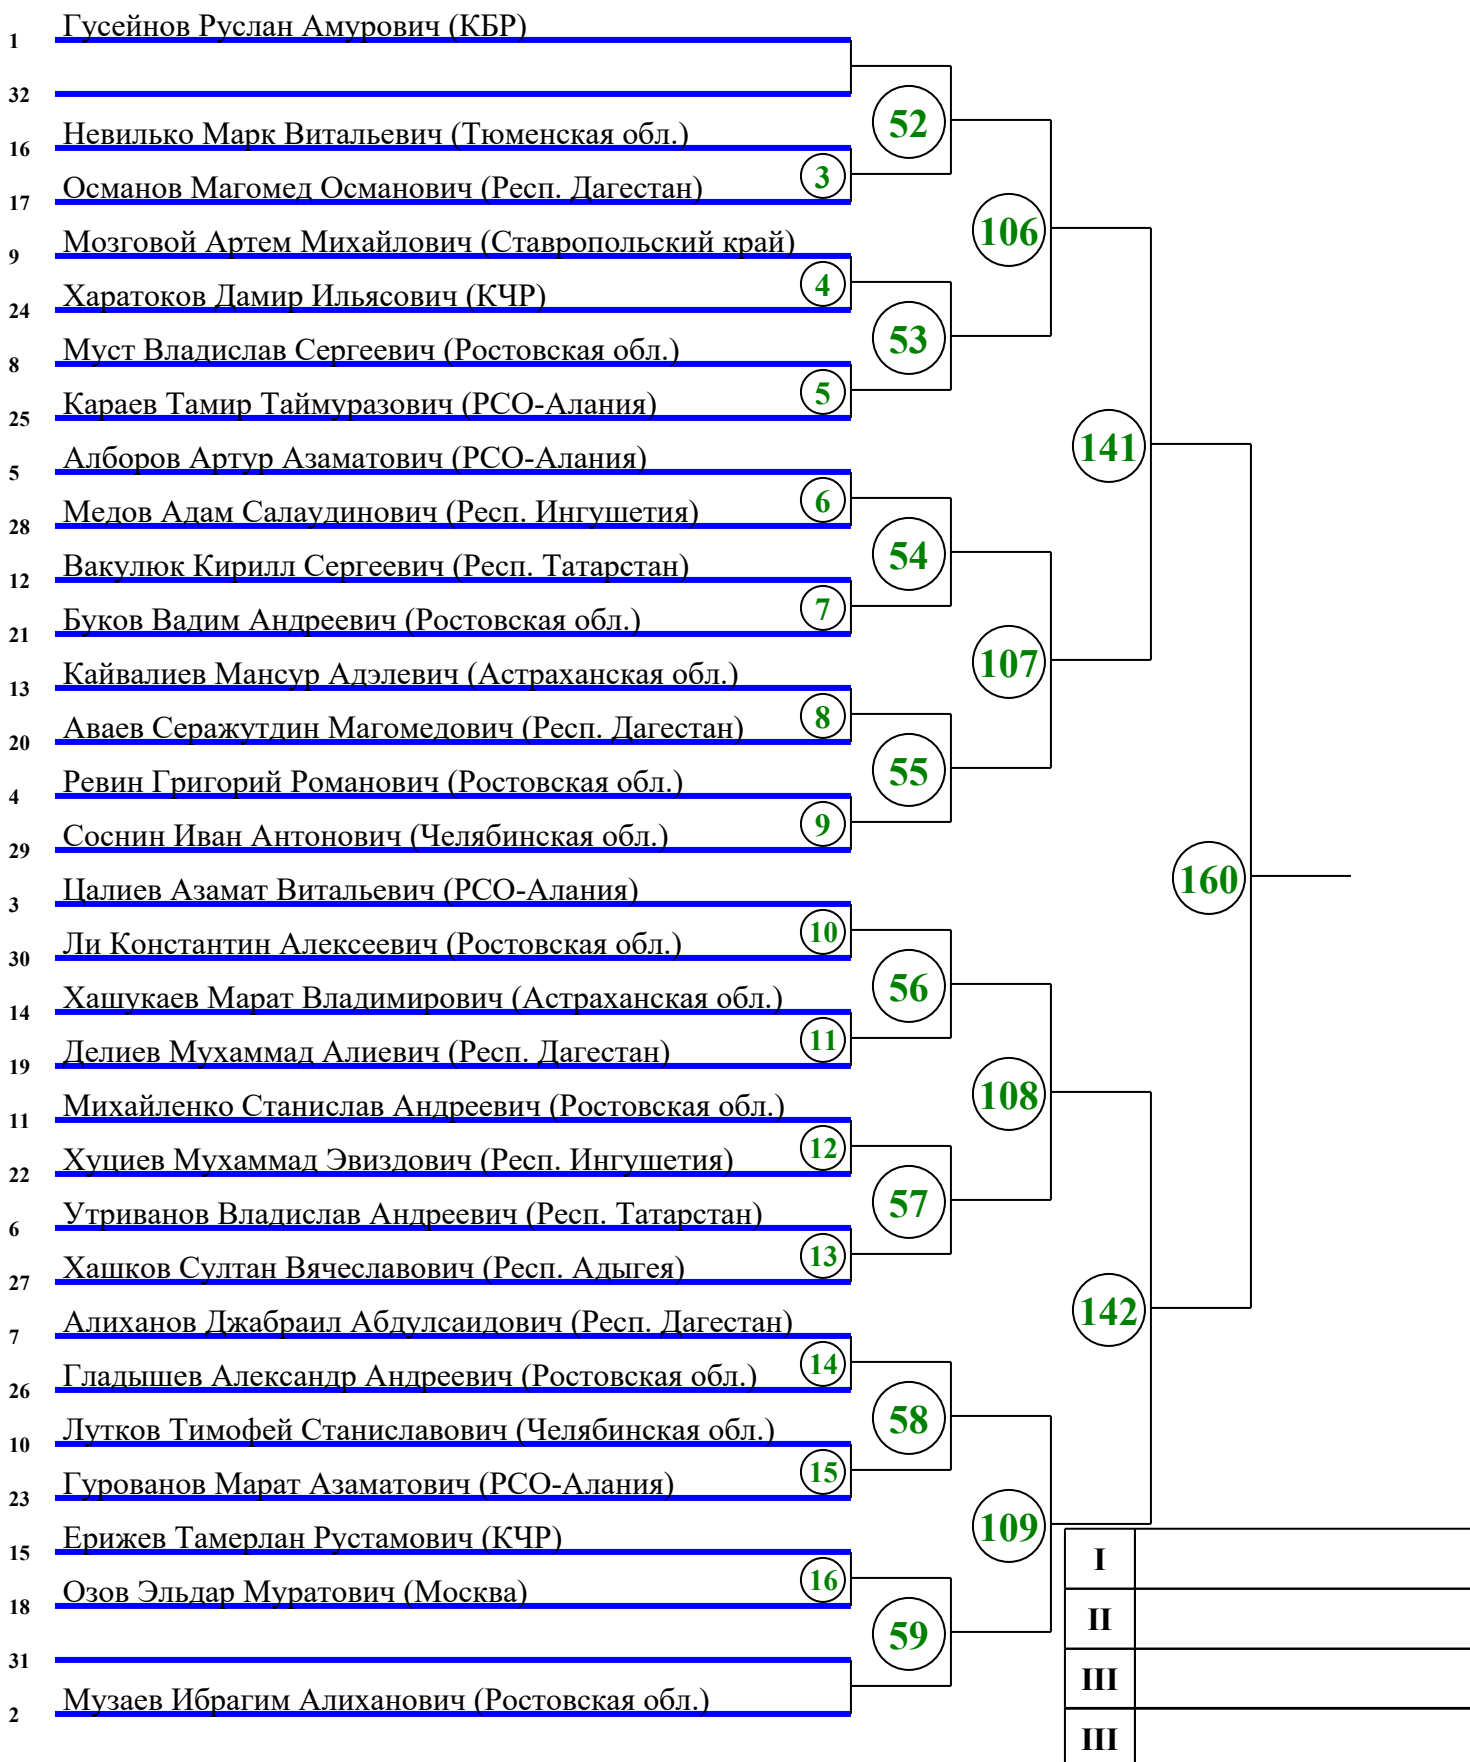 1 Гусейнов Руслан Амурович (КБР)
32
52
16 Невилько Марк Витальевич (Тюменская обл.)
3
17 Османов Магомед Османович (Респ. Дагестан)
106
9 Мозговой Артем Михайлович (Ставропольский край)
4
24 Харатоков Дамир Ильясович (КЧР)
53
8 Муст Владислав Сергеевич (Ростовская обл.)
5
25 Караев Тамир Таймуразович (РСО-Алания)
141
5 Алборов Артур Азаматович (РСО-Алания)
6
28 Медов Адам Салаудинович (Респ. Ингушетия)
54
12 Вакулюк Кирилл Сергеевич (Респ. Татарстан)
7
21 Буков Вадим Андреевич (Ростовская обл.)
107
13 Кайвалиев Мансур Адэлевич (Астраханская обл.)
8
20 Аваев Серажутдин Магомедович (Респ. Дагестан)
55
4 Ревин Григорий Романович (Ростовская обл.)
9
29 Соснин Иван Антонович (Челябинская обл.)
160
3 Цалиев Азамат Витальевич (РСО-Алания)
10
30 Ли Константин Алексеевич (Ростовская обл.)
56
14 Хашукаев Марат Владимирович (Астраханская обл.)
11
19 Делиев Мухаммад Алиевич (Респ. Дагестан)
108
11 Михайленко Станислав Андреевич (Ростовская обл.)
12
22 Хуциев Мухаммад Эвиздович (Респ. Ингушетия)
57
6 Утриванов Владислав Андреевич (Респ. Татарстан)
13
27 Хашков Султан Вячеславович (Респ. Адыгея)
142
7 Алиханов Джабраил Абдулсаидович (Респ. Дагестан)
14
26 Гладышев Александр Андреевич (Ростовская обл.)
58
10 Лутков Тимофей Станиславович (Челябинская обл.)
15
23 Гурованов Марат Азаматович (РСО-Алания)
109
15 Ерижев Тамерлан Рустамович (КЧР)
16
18 Озов Эльдар Муратович (Москва)
59
31
2 Музаев Ибрагим Алиханович (Ростовская обл.)
I
II
III
III